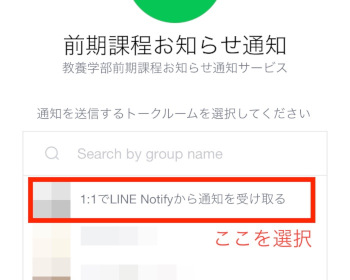 前期課程お知らせ通知
教養学部前期課程お知らせ通知サービス
通知を送信するトークルームを選択してください
Search by group name
1:1でLINE Notifyから通知を受け取る
ここを選択